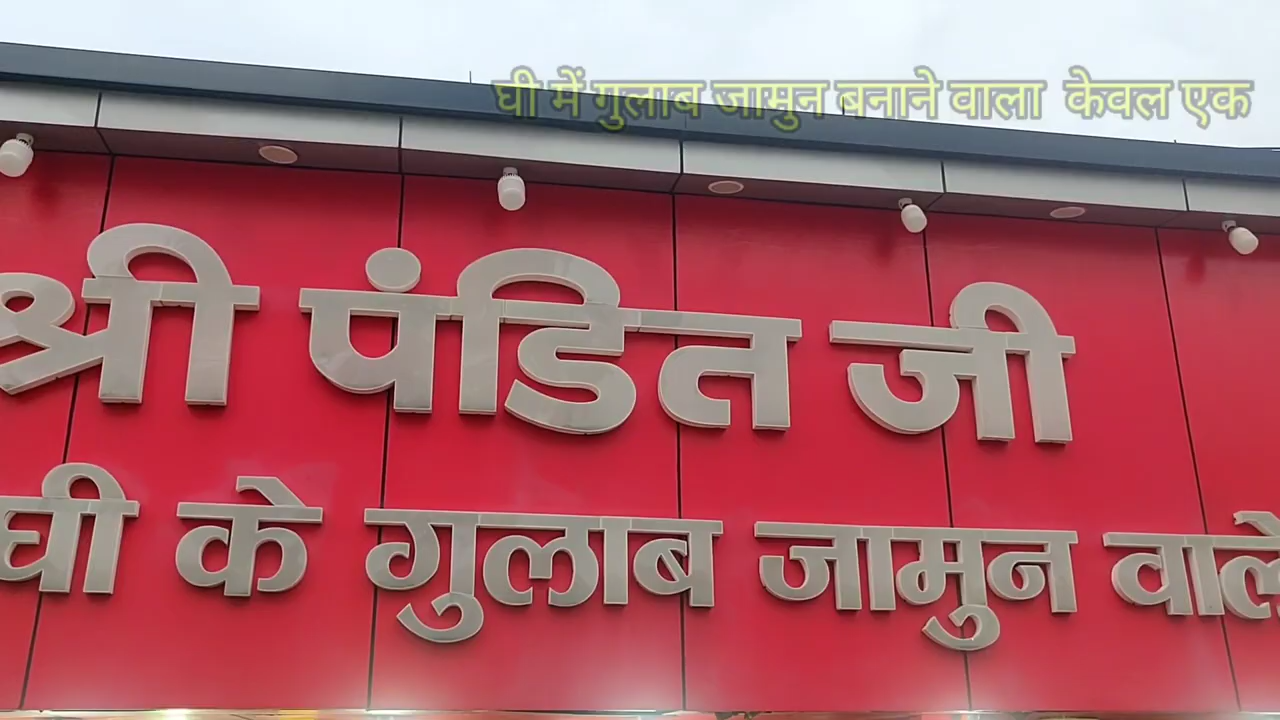 घी में गुलाब जामुन बनाने वाला केवल एक
श्री पंडित जी
घी के गुलाब जामुन वाले